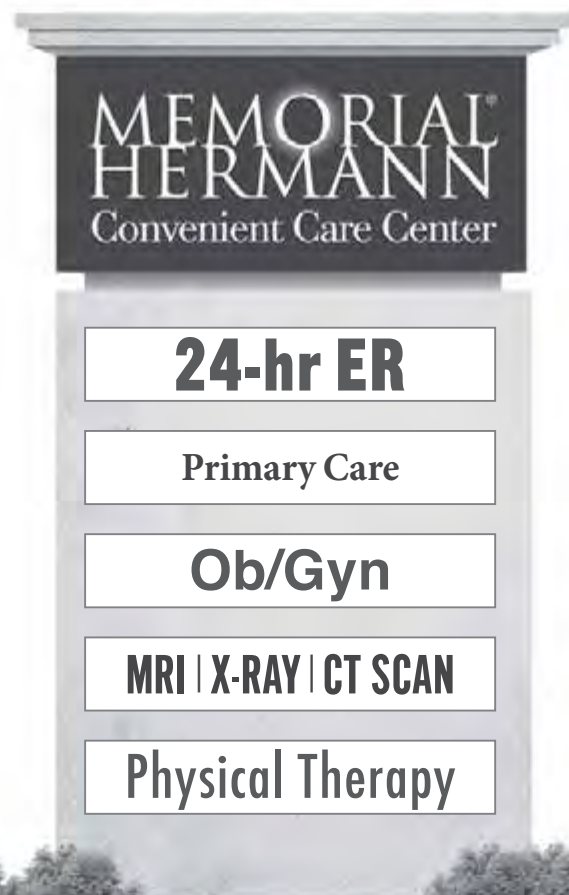 MEMORIAL®
HERMANN
Convenient Care Center
24-hr ER
Primary Care
Ob/Gyn
MRI | X-RAY | CT SCAN
Physical Therapy